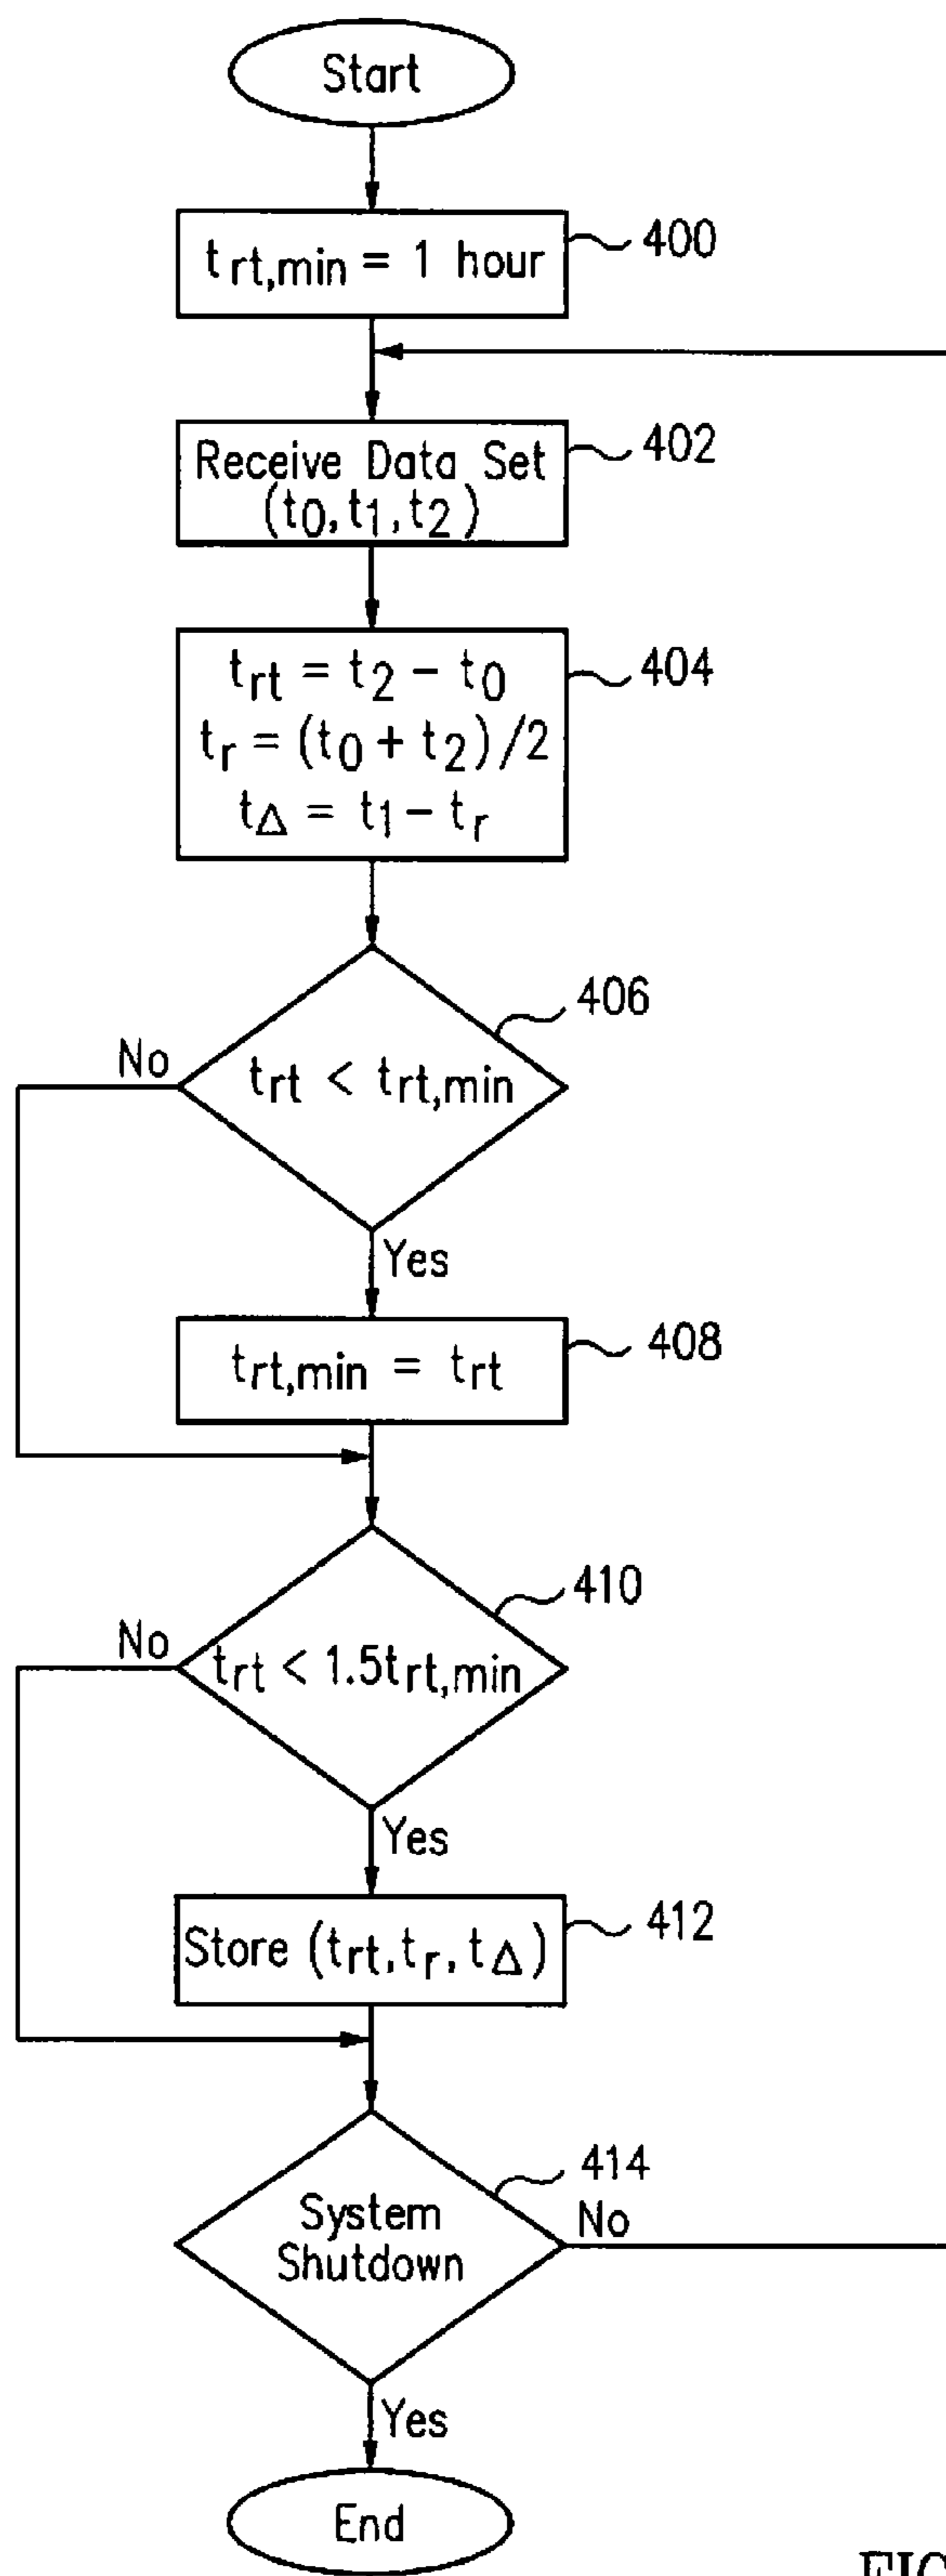 Start
t rt,min = 1 hour
400
Receive Data Set
(t0, t1, t2)
402
trt = t2 - t0
tr = (t0 + t2)/2
tΔ = t1 - tr
404
406
No
trt < trt,min
Yes
trt,min = trt
408
410
No
trt < 1.5trt,min
Yes
Store (trt, tr, tΔ)
412
414
System
Shutdown
No
Yes
End